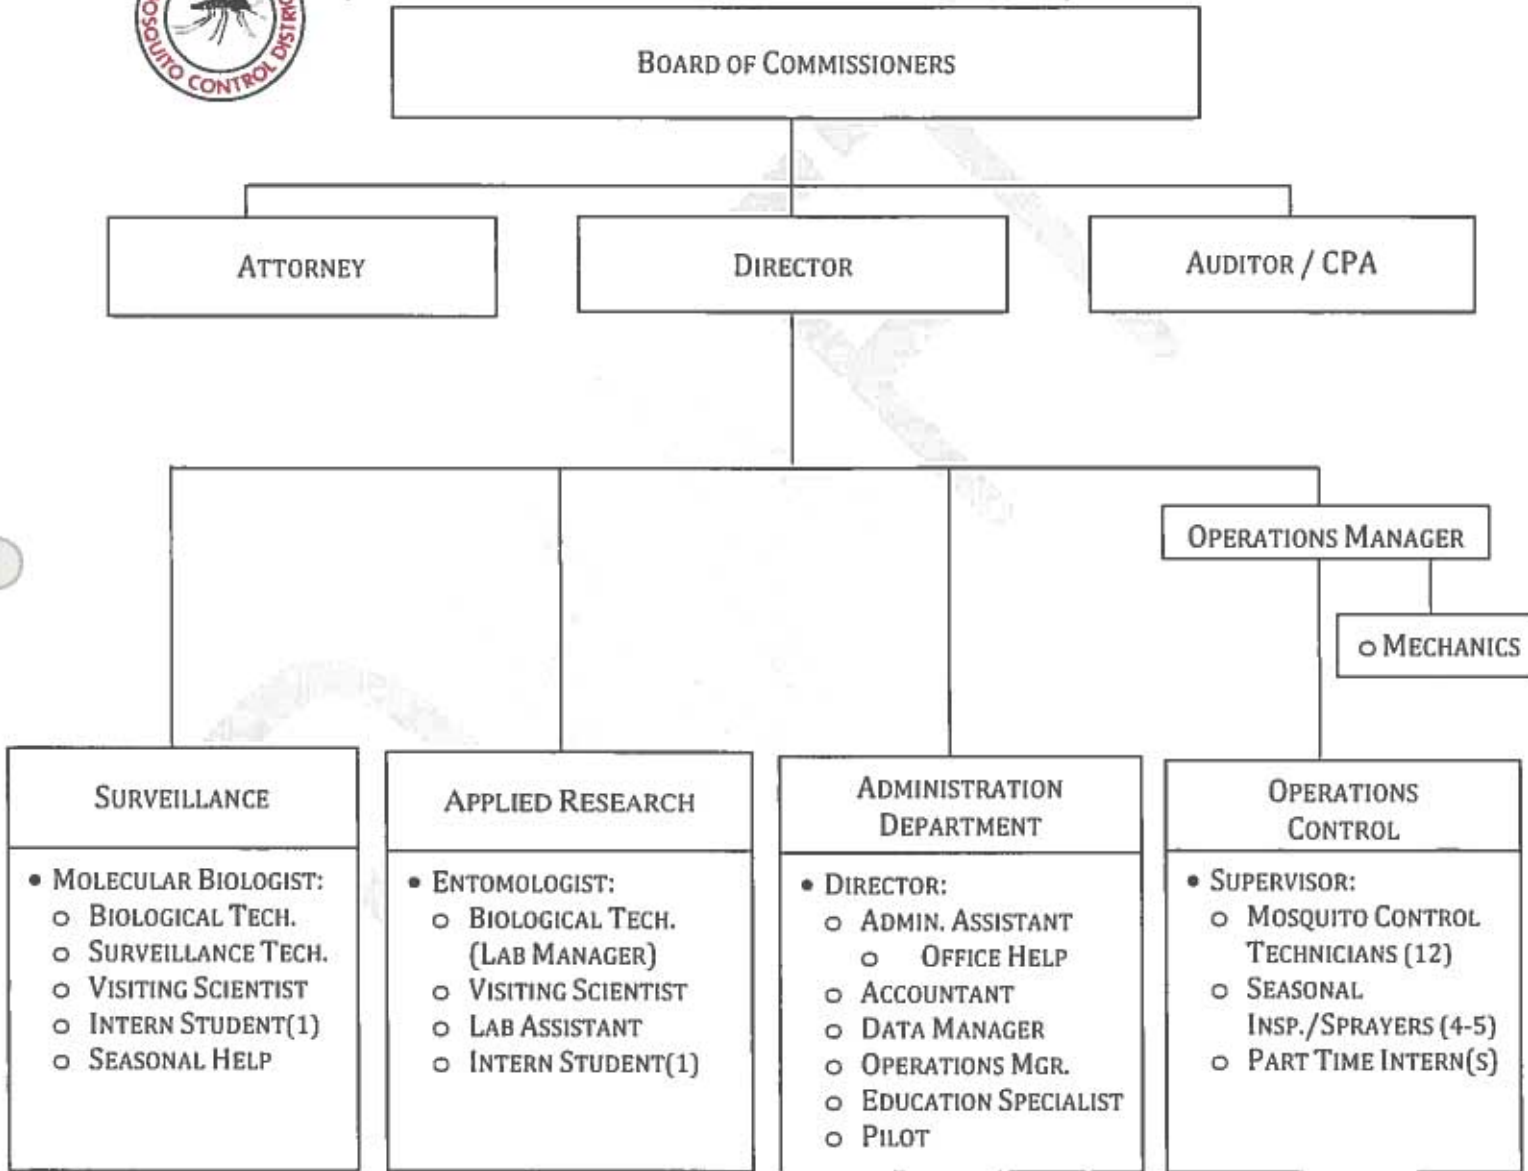 MOSQUITO CONTROL DISTRIC
BOARD OF COMMISSIONERS
ATTORNEY
DIRECTOR
AUDITOR / CPA
OPERATIONS MANAGER
○ MECHANICS
SURVEILLANCE
• MOLECULAR BIOLOGIST:
○ BIOLOGICAL TECH.
○ SURVEILLANCE TECH.
○ VISITING SCIENTIST
○ INTERN STUDENT(1)
○ SEASONAL HELP
APPLIED RESEARCH
• ENTOMOLOGIST:
○ BIOLOGICAL TECH.
(LAB MANAGER)
○ VISITING SCIENTIST
○ LAB ASSISTANT
○ INTERN STUDENT(1)
ADMINISTRATION
DEPARTMENT
• DIRECTOR:
○ ADMIN. ASSISTANT
○ OFFICE HELP
○ ACCOUNTANT
○ DATA MANAGER
○ OPERATIONS MGR.
○ EDUCATION SPECIALIST
○ PILOT
OPERATIONS
CONTROL
• SUPERVISOR:
○ MOSQUITO CONTROL
TECHNICIANS (12)
○ SEASONAL
INSP./SPRAYERS (4-5)
○ PART TIME INTERN(S)